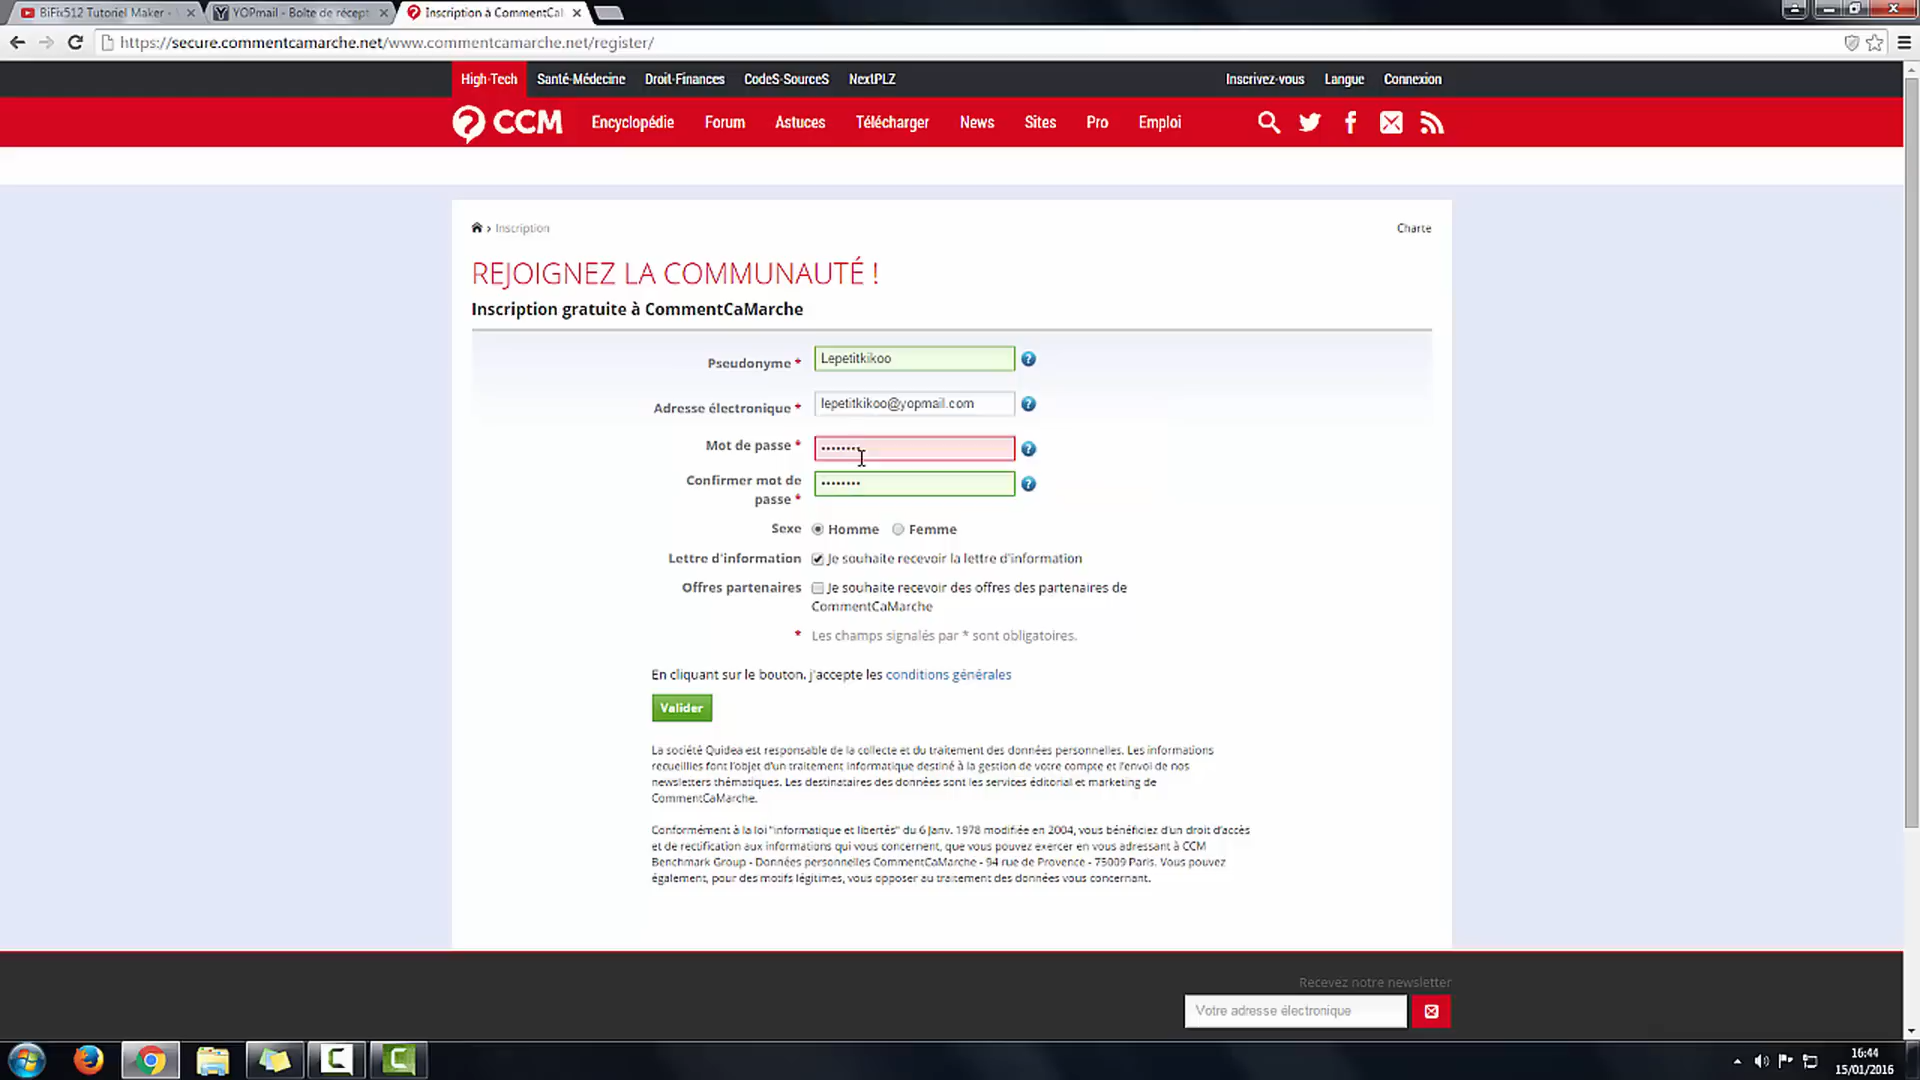 BiFix512 Tutoriel Maker -
YOPmail - Boîte de récept
Inscription à CommentCa
https://secure.commentcamarche.net/www.commentcamarche.net/register/
High-Tech Santé-Médecine Droit-Finances CodeS-SourceS NextPLZ Inscrivez-vous Langue Connexion
CCM Encyclopédie Forum Astuces Télécharger News Sites Pro Emploi
› Inscription Charte
REJOIGNEZ LA COMMUNAUTÉ !
Inscription gratuite à CommentCaMarche
Pseudonyme * Lepetitkikoo ?
Adresse électronique * lepetitkikoo@yopmail.com ?
Mot de passe * •••••••• ?
Confirmer mot de
passe * •••••••• ?
Sexe Homme Femme
Lettre d'information Je souhaite recevoir la lettre d'information
Offres partenaires Je souhaite recevoir des offres des partenaires de
CommentCaMarche
* Les champs signalés par * sont obligatoires.
En cliquant sur le bouton, j'accepte les conditions générales
Valider
La société Quidea est responsable de la collecte et du traitement des données personnelles. Les informations
recueillies font l'objet d'un traitement informatique destiné à la gestion de votre compte et l'envoi de nos
newsletters thématiques. Les destinataires des données sont les services éditorial et marketing de
CommentCaMarche.
Conformément à la loi "informatique et libertés" du 6 Janv. 1978 modifiée en 2004, vous bénéficiez d'un droit d'accès
et de rectification aux informations qui vous concernent, que vous pouvez exercer en vous adressant à CCM
Benchmark Group - Données personnelles CommentCaMarche - 94 rue de Provence - 75009 Paris. Vous pouvez
également, pour des motifs légitimes, vous opposer au traitement des données vous concernant.
Recevez notre newsletter
Votre adresse électronique
16:44
15/01/2016